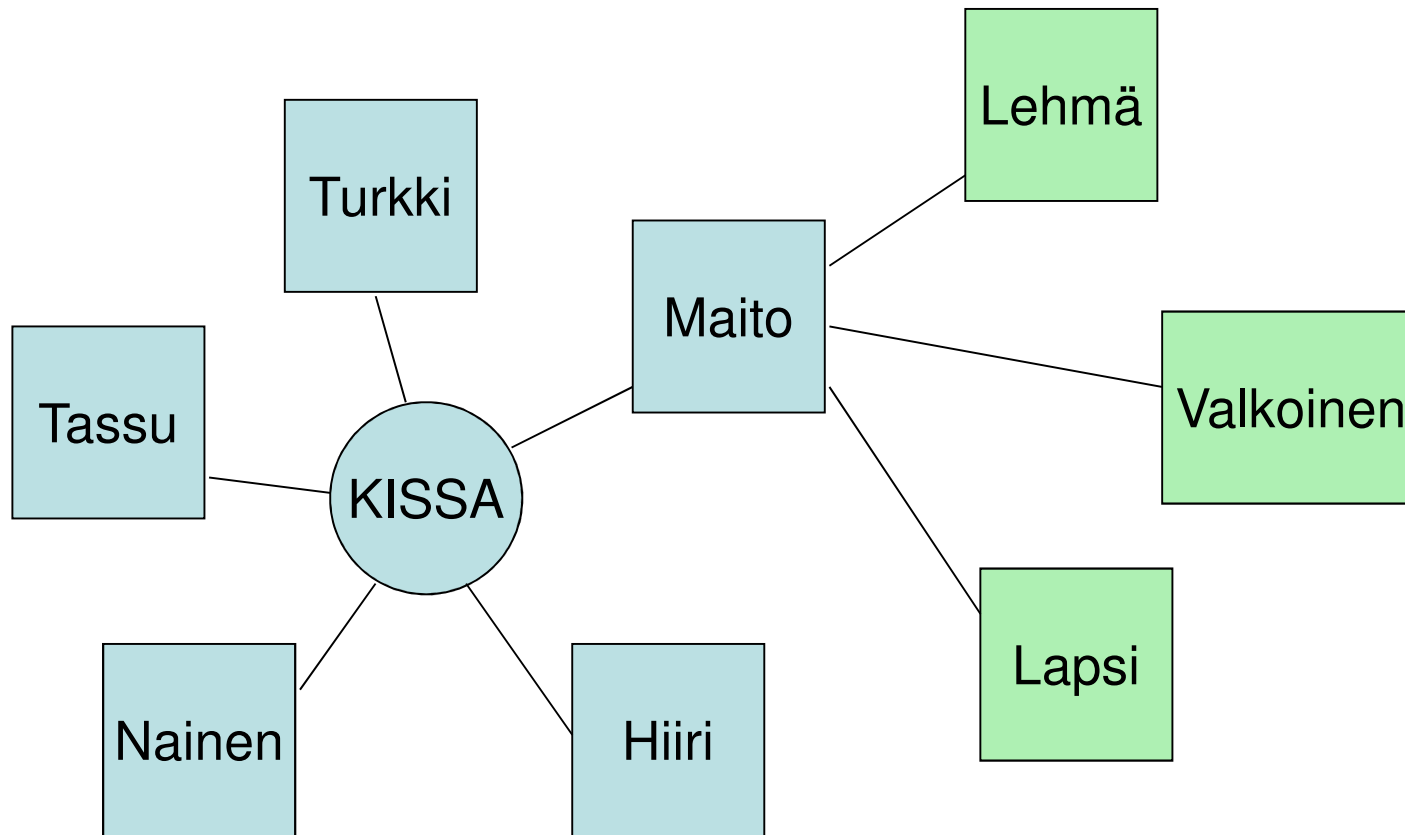 Lehmä
Turkki
Maito
Valkoinen
Tassu
KISSA
Lapsi
Nainen
Hiiri